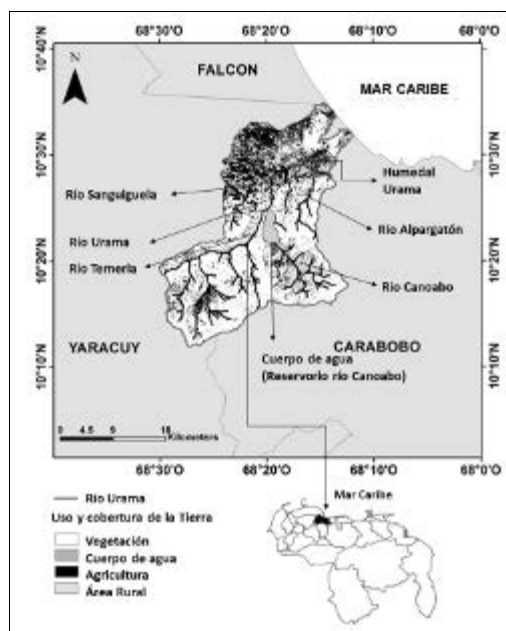 68°30'O 68°20'O 68°10'O 68°0'O
10°40'N
N
FALCON
MAR CARIBE
10°30'N 10°30'N
Humedal
Urama
Río Sanguiguela
Río Alpargatón
Río Urama
Río Temerla
10°20'N 10°20'N
Río Canoabo
YARACUY
CARABOBO
Cuerpo de agua
(Reservorio río Canoabo)
10°10'N 10°10'N
0 4.5 9 18
Kilometers
68°30'O 68°20'O 68°10'O 68°0'O
Río Urama
Uso y cobertura de la Tierra
Vegetación
Cuerpo de agua
Agricultura
Área Rural
Mar Caribe